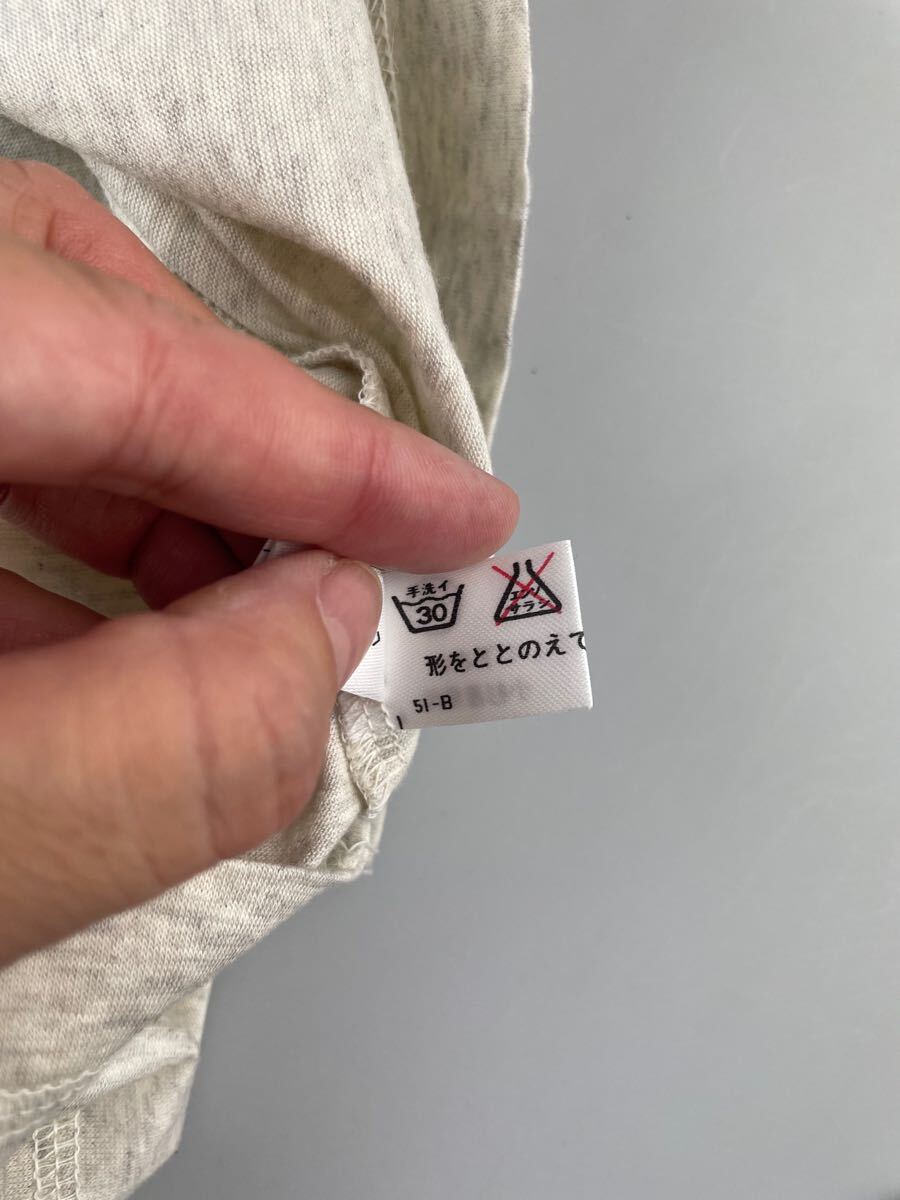 手洗イ
30
エンソ
サラシ
形をととのえて
51-B